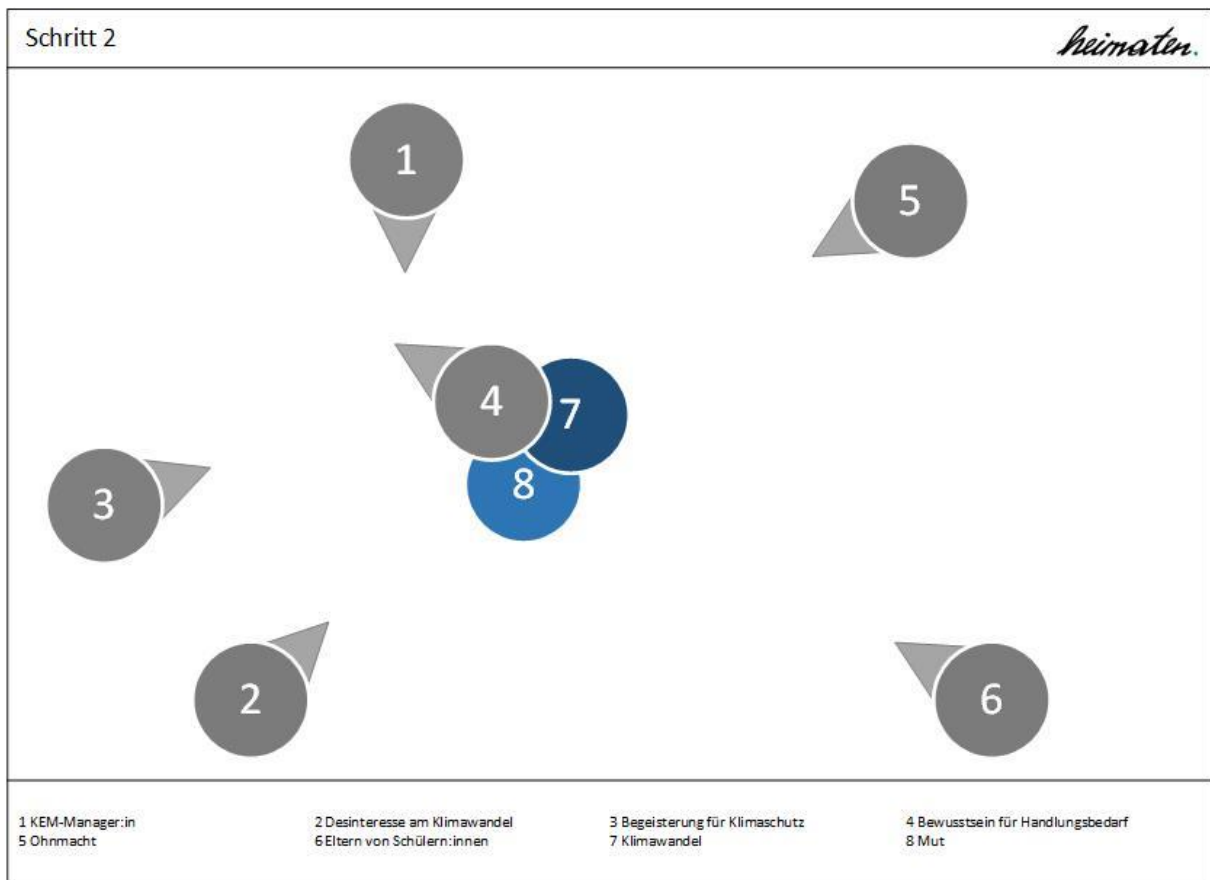 Schritt 2
heimaten.
1
5
4
7
3
8
2
6
1 KEM-Manager:in 2 Desinteresse am Klimawandel 3 Begeisterung für Klimaschutz 4 Bewusstsein für Handlungsbedarf
5 Ohnmacht 6 Eltern von Schülern:innen 7 Klimawandel 8 Mut